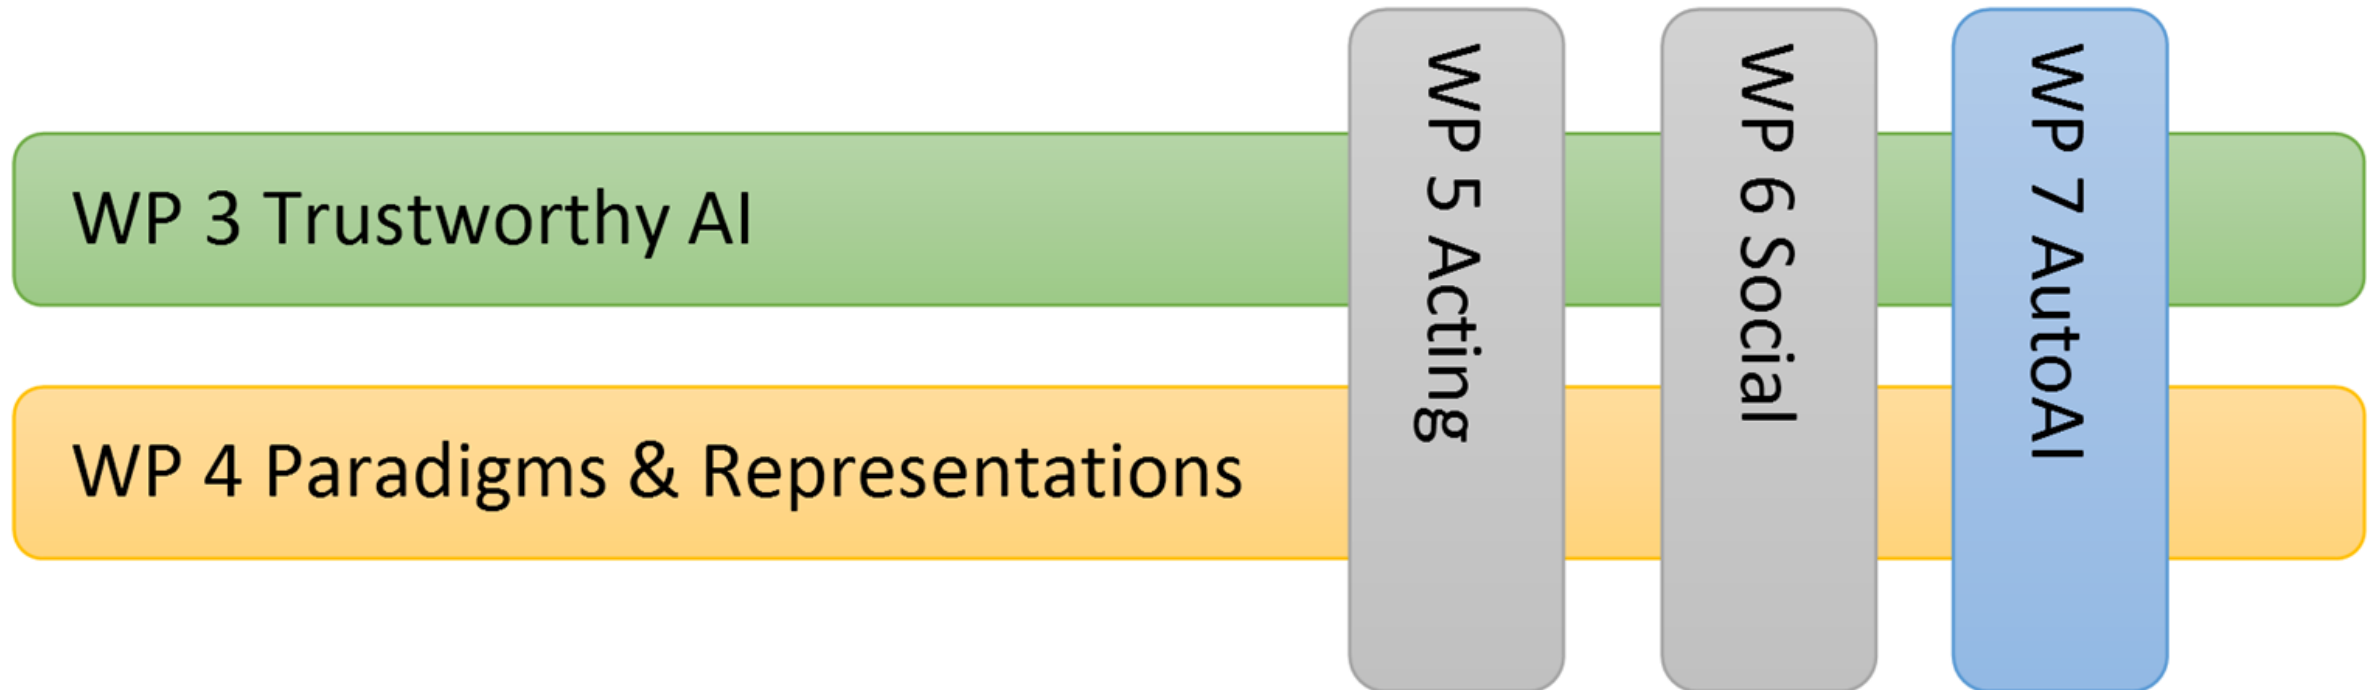 WP 3 Trustworthy AI
WP 4 Paradigms & Representations
WP 5 Acting
WP 6 Social
WP 7 AutoAI